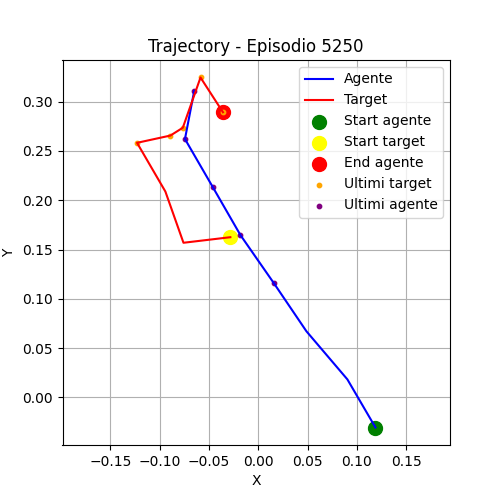 Trajectory - Episodio 5250
Agente
Target
Start agente
Start target
End agente
Ultimi target
Ultimi agente
0.30
0.25
0.20
0.15
0.10
0.05
0.00
Y
−0.15 −0.10 −0.05 0.00 0.05 0.10 0.15
X